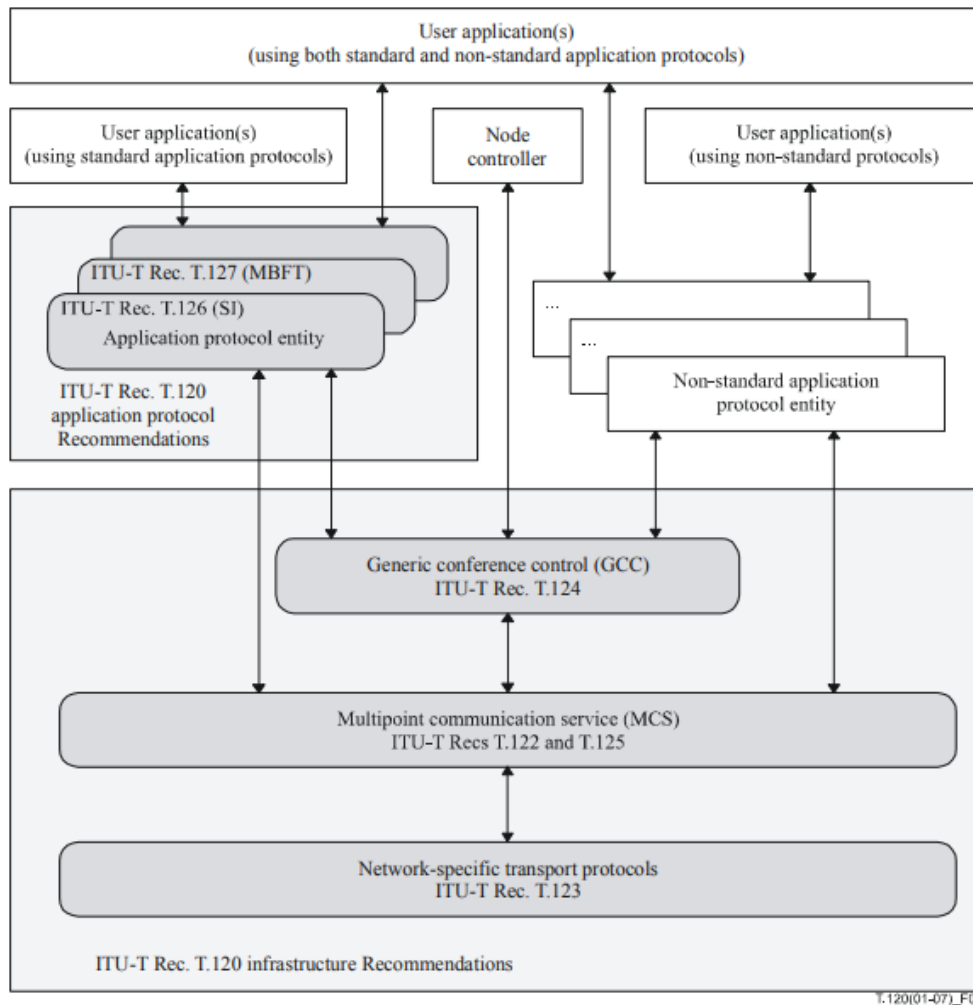 User application(s)
(using both standard and non-standard application protocols)
User application(s)
(using standard application protocols)
Node
controller
User application(s)
(using non-standard protocols)
ITU-T Rec. T.127 (MBFT)
ITU-T Rec. T.126 (SI)
Application protocol entity
ITU-T Rec. T.120
application protocol
Recommendations
...
...
Non-standard application
protocol entity
Generic conference control (GCC)
ITU-T Rec. T.124
Multipoint communication service (MCS)
ITU-T Recs T.122 and T.125
Network-specific transport protocols
ITU-T Rec. T.123
ITU-T Rec. T.120 infrastructure Recommendations